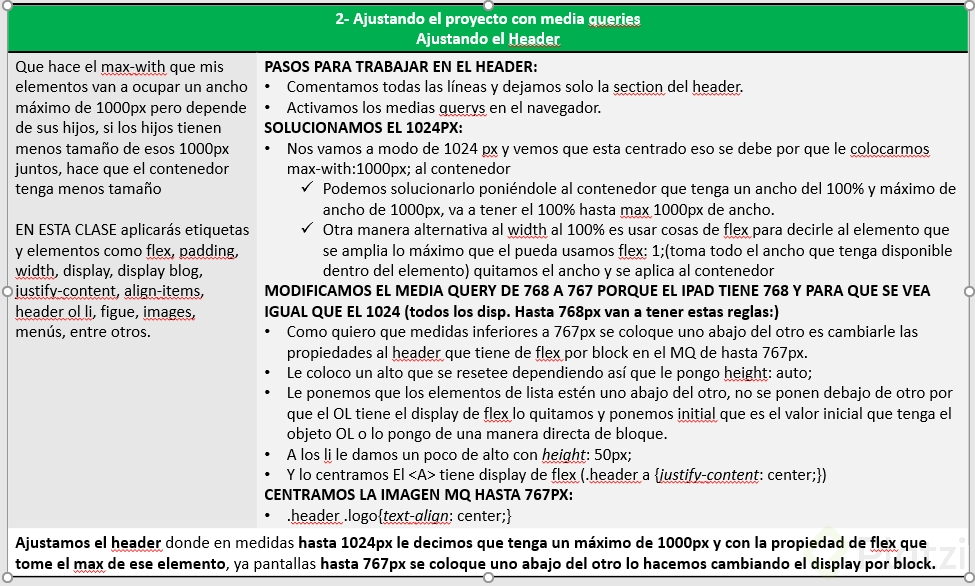 2- Ajustando el proyecto con media queries
Ajustando el Header
Que hace el max-with que mis
elementos van a ocupar un ancho
máximo de 1000px pero depende
de sus hijos, si los hijos tienen
menos tamaño de esos 1000px
juntos, hace que el contenedor
tenga menos tamaño
EN ESTA CLASE aplicarás etiquetas
y elementos como flex, padding,
width, display, display blog,
justify-content, align-items,
header ol li, figue, images,
menús, entre otros.
PASOS PARA TRABAJAR EN EL HEADER:
• Comentamos todas las líneas y dejamos solo la section del header.
• Activamos los medias querys en el navegador.
SOLUCIONAMOS EL 1024PX:
• Nos vamos a modo de 1024 px y vemos que esta centrado eso se debe por que le colocarmos
max-with:1000px; al contenedor
✓ Podemos solucionarlo poniéndole al contenedor que tenga un ancho del 100% y máximo de
ancho de 1000px, va a tener el 100% hasta max 1000px de ancho.
✓ Otra manera alternativa al width al 100% es usar cosas de flex para decirle al elemento que
se amplia lo máximo que el pueda usamos flex: 1;(toma todo el ancho que tenga disponible
dentro del elemento) quitamos el ancho y se aplica al contenedor
MODIFICAMOS EL MEDIA QUERY DE 768 A 767 PORQUE EL IPAD TIENE 768 Y PARA QUE SE VEA
IGUAL QUE EL 1024 (todos los disp. Hasta 768px van a tener estas reglas:)
• Como quiero que medidas inferiores a 767px se coloque uno abajo del otro es cambiarle las
propiedades al header que tiene de flex por block en el MQ de hasta 767px.
• Le coloco un alto que se resetee dependiendo así que le pongo height: auto;
• Le ponemos que los elementos de lista estén uno abajo del otro, no se ponen debajo de otro por
que el OL tiene el display de flex lo quitamos y ponemos initial que es el valor inicial que tenga el
objeto OL o lo pongo de una manera directa de bloque.
• A los li le damos un poco de alto con height: 50px;
• Y lo centramos El <A> tiene display de flex (.header a {justify-content: center;})
CENTRAMOS LA IMAGEN MQ HASTA 767PX:
• .header .logo{text-align: center;}
Ajustamos el header donde en medidas hasta 1024px le decimos que tenga un máximo de 1000px y con la propiedad de flex que
tome el max de ese elemento, ya pantallas hasta 767px se coloque uno abajo del otro lo hacemos cambiando el display por block.